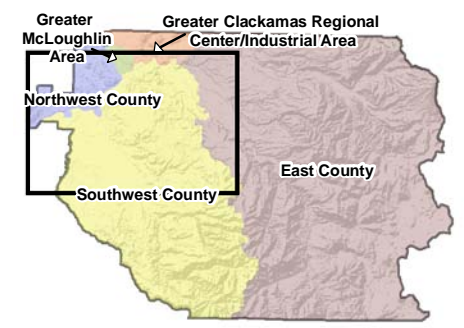 Greater
McLoughlin
Area
Greater Clackamas Regional
Center/Industrial Area
Northwest County
East County
Southwest County